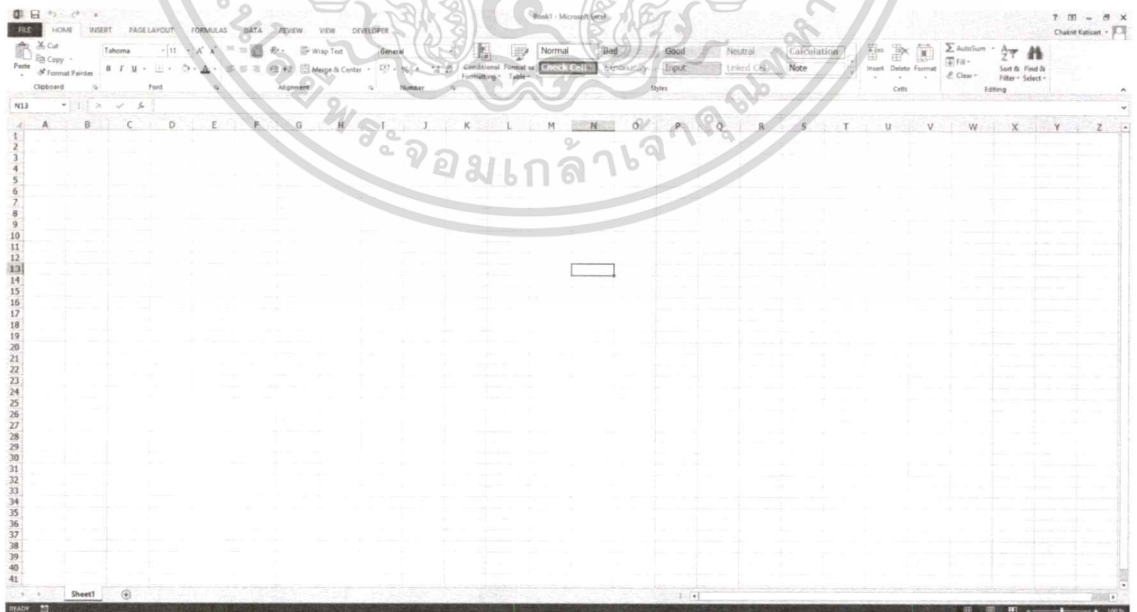 Book1 - Microsoft Excel
FILE HOME INSERT PAGE LAYOUT FORMULAS DATA REVIEW VIEW DEVELOPER
Chakrit Katicart
Paste
Cut
Copy
Format Painter
Clipboard
Tahoma 11
B I U
Font
Wrap Text
Merge & Center
Alignment
General
Number
Conditional Formatting
Format as Table
Normal Bad Good Neutral Calculation
Check Cell Explanatory Input Linked Cell Note
Styles
Insert Delete Format
Cells
AutoSum
Fill
Clear
Sort & Filter
Find & Select
Editing
N13
A B C D E F G H I J K L M N O P Q R S T U V W X Y Z
1
2
3
4
5
6
7
8
9
10
11
12
13
14
15
16
17
18
19
20
21
22
23
24
25
26
27
28
29
30
31
32
33
34
35
36
37
38
39
40
41
พระจอมเกล้าเจ้าคุณทหาร
Sheet1
READY
100%